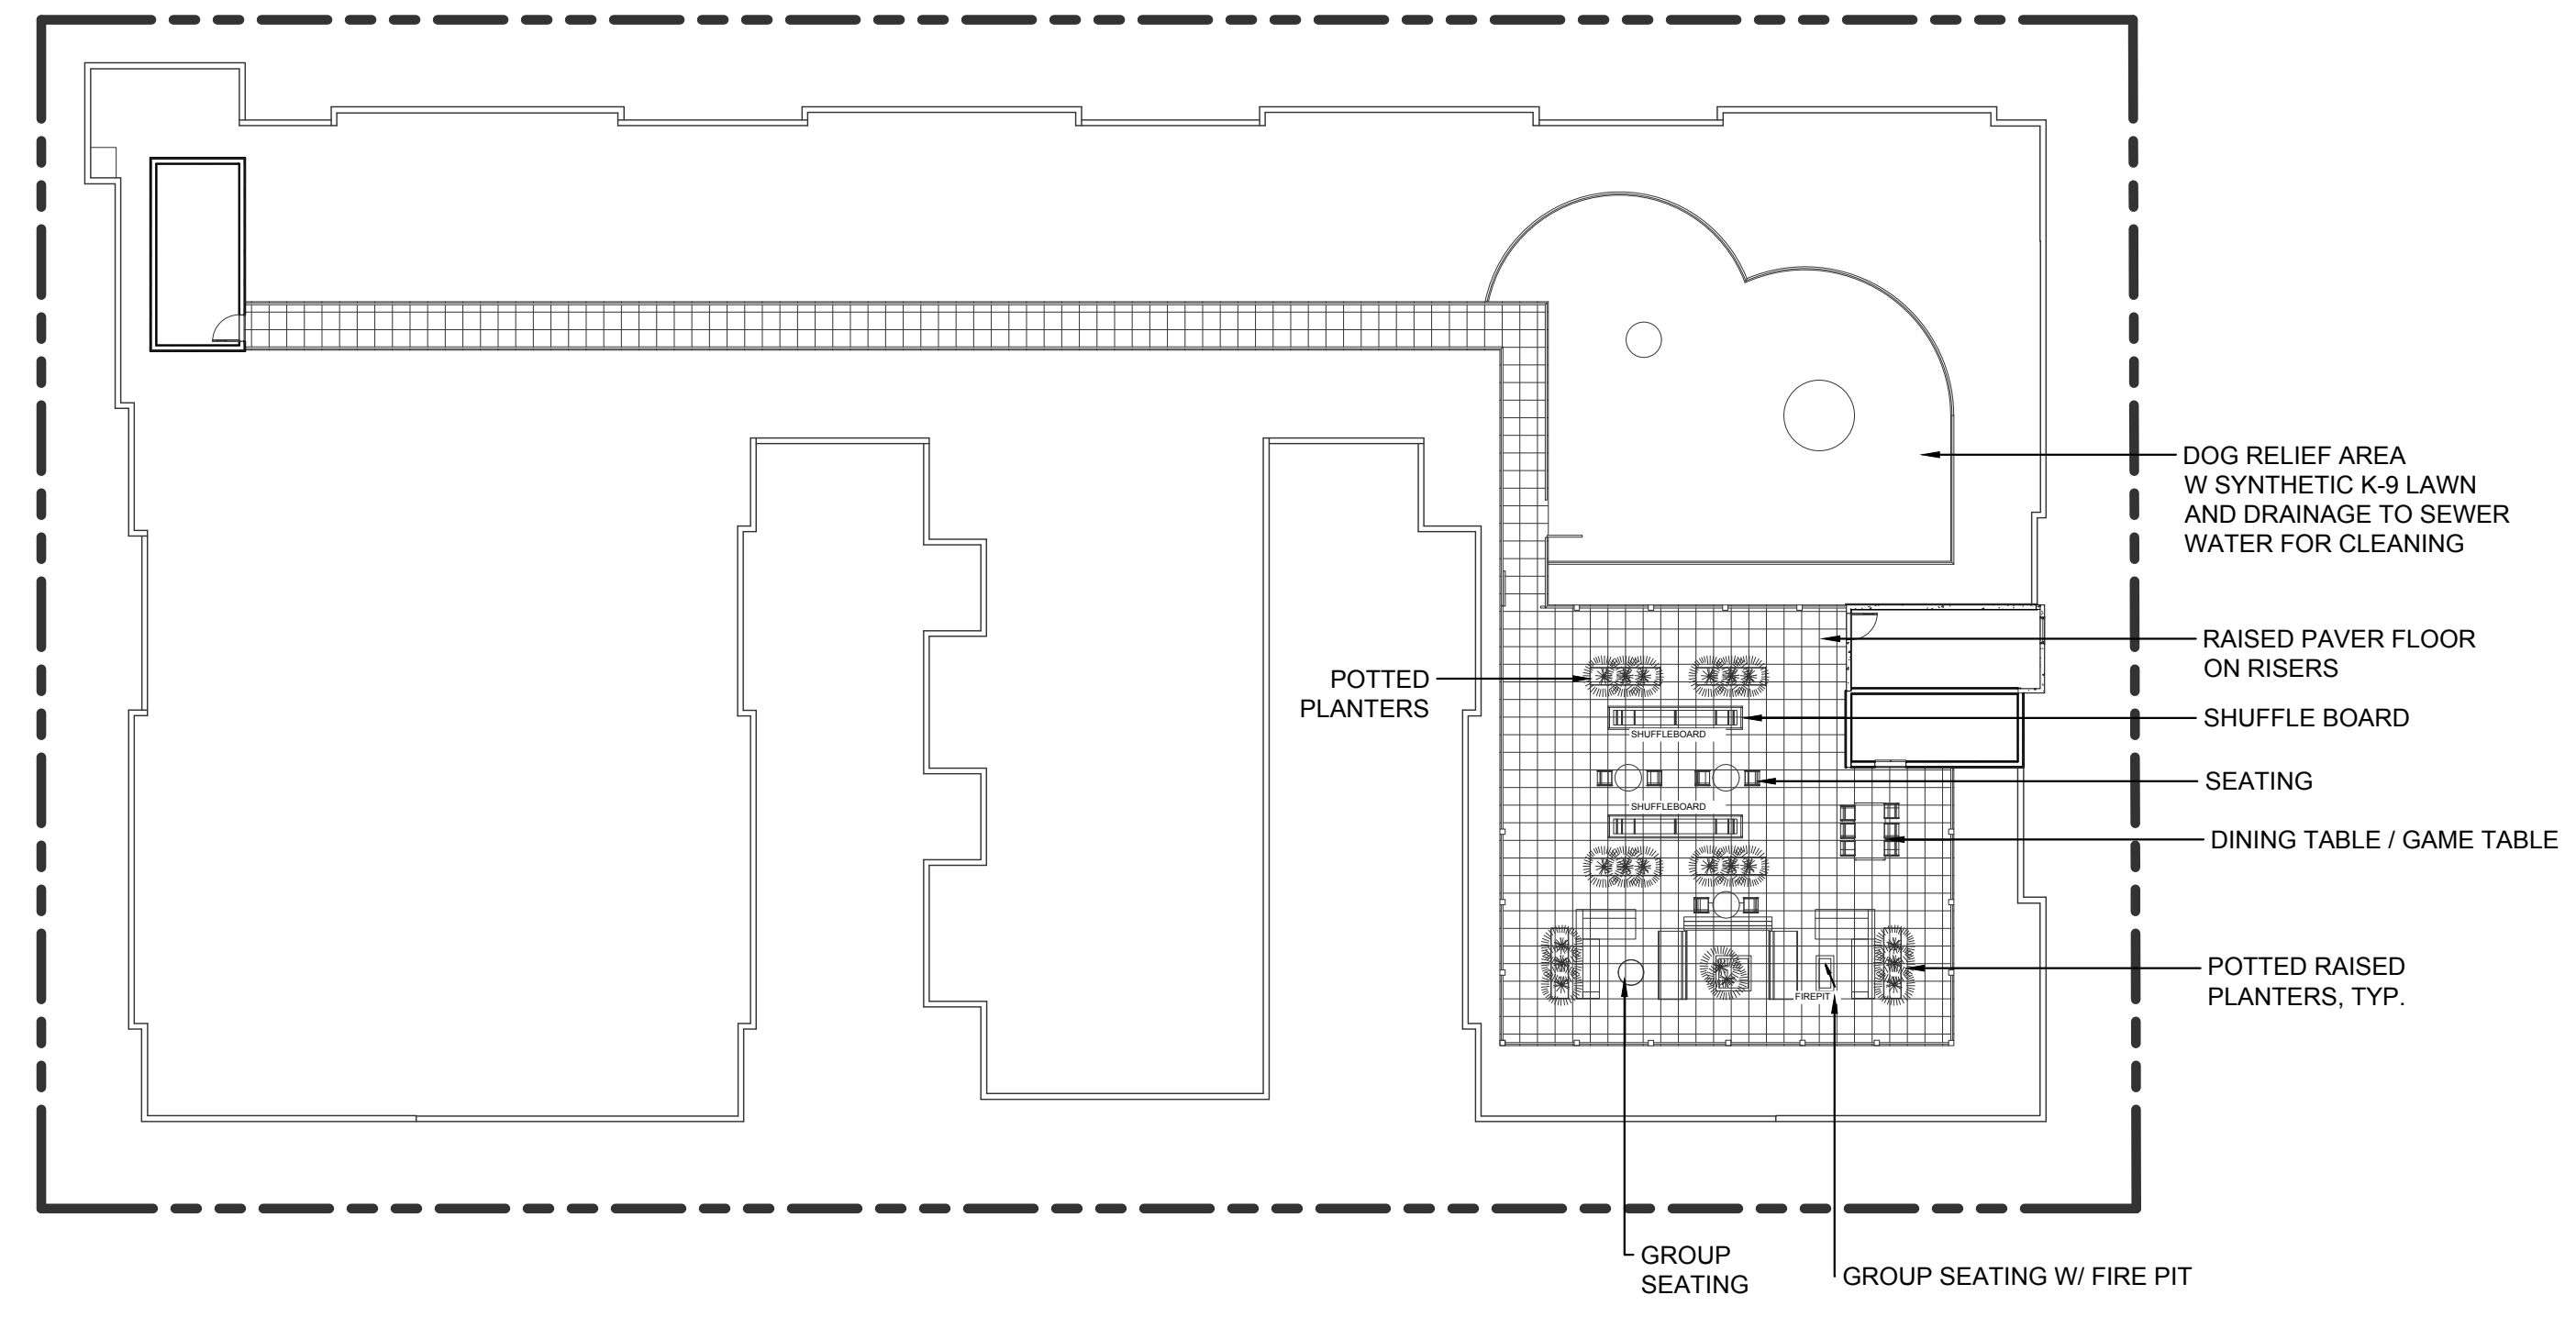 DOG RELIEF AREA
W SYNTHETIC K-9 LAWN
AND DRAINAGE TO SEWER
WATER FOR CLEANING
RAISED PAVER FLOOR
ON RISERS
POTTED
PLANTERS
SHUFFLE BOARD
SHUFFLEBOARD
SEATING
SHUFFLEBOARD
DINING TABLE / GAME TABLE
POTTED RAISED
PLANTERS, TYP.
FIREPIT
GROUP
SEATING
GROUP SEATING W/ FIRE PIT